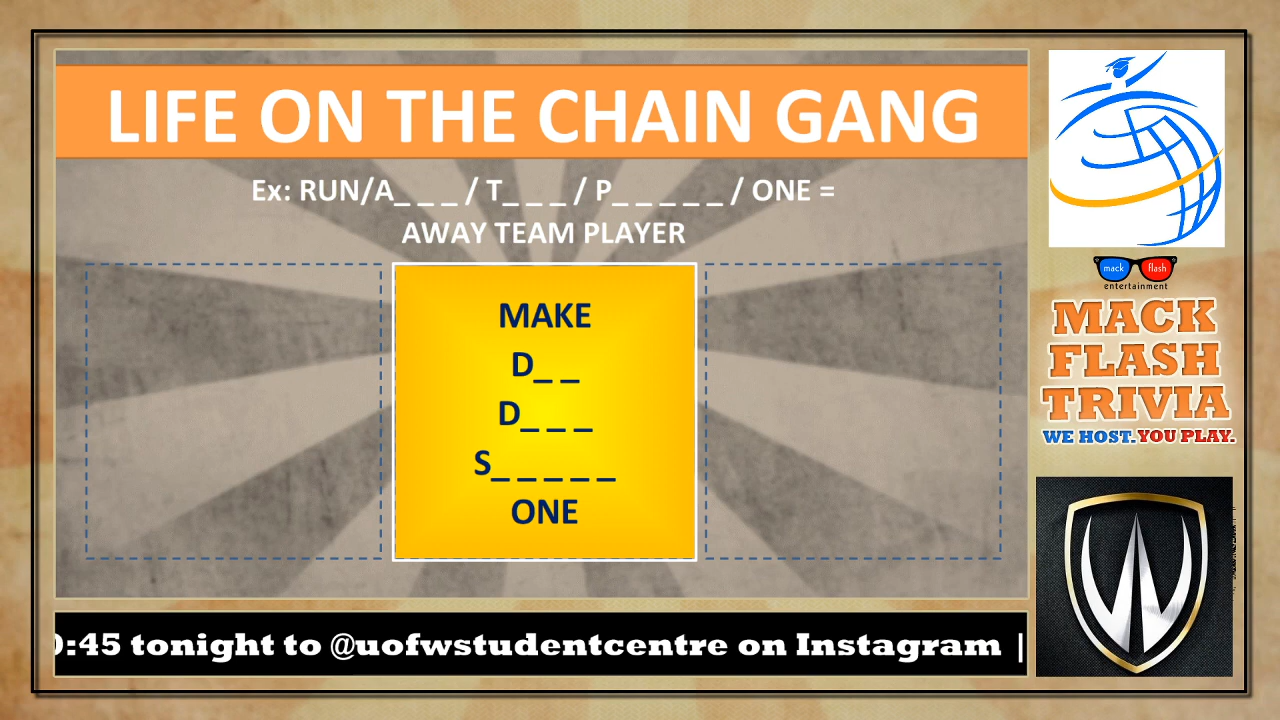 LIFE ON THE CHAIN GANG
Ex: RUN/A_ _ _ / T_ _ _ / P_ _ _ _ _ / ONE =
AWAY TEAM PLAYER
MAKE
D_ _
D_ _ _
S_ _ _ _ _
ONE
mack flash
entertainment
MACK
FLASH
TRIVIA
WE HOST.YOU PLAY.
:45 tonight to @uofwstudentcentre on Instagram |